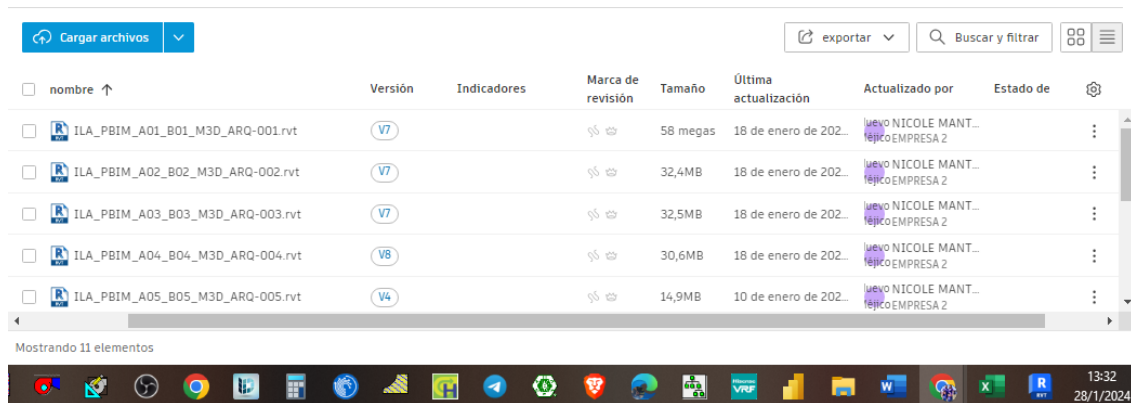 Cargar archivos
exportar
Buscar y filtrar
nombre ↑ Versión Indicadores Marca de revisión Tamaño Última actualización Actualizado por Estado de
ILA_PBIM_A01_B01_M3D_ARQ-001.rvt V7 58 megas 18 de enero de 202... NICOLE MANT...
EMPRESA 2
ILA_PBIM_A02_B02_M3D_ARQ-002.rvt V7 32,4MB 18 de enero de 202... NICOLE MANT...
EMPRESA 2
ILA_PBIM_A03_B03_M3D_ARQ-003.rvt V7 32,5MB 18 de enero de 202... NICOLE MANT...
EMPRESA 2
ILA_PBIM_A04_B04_M3D_ARQ-004.rvt V8 30,6MB 18 de enero de 202... NICOLE MANT...
EMPRESA 2
ILA_PBIM_A05_B05_M3D_ARQ-005.rvt V4 14,9MB 10 de enero de 202... NICOLE MANT...
EMPRESA 2
Mostrando 11 elementos
13:32
28/1/2024